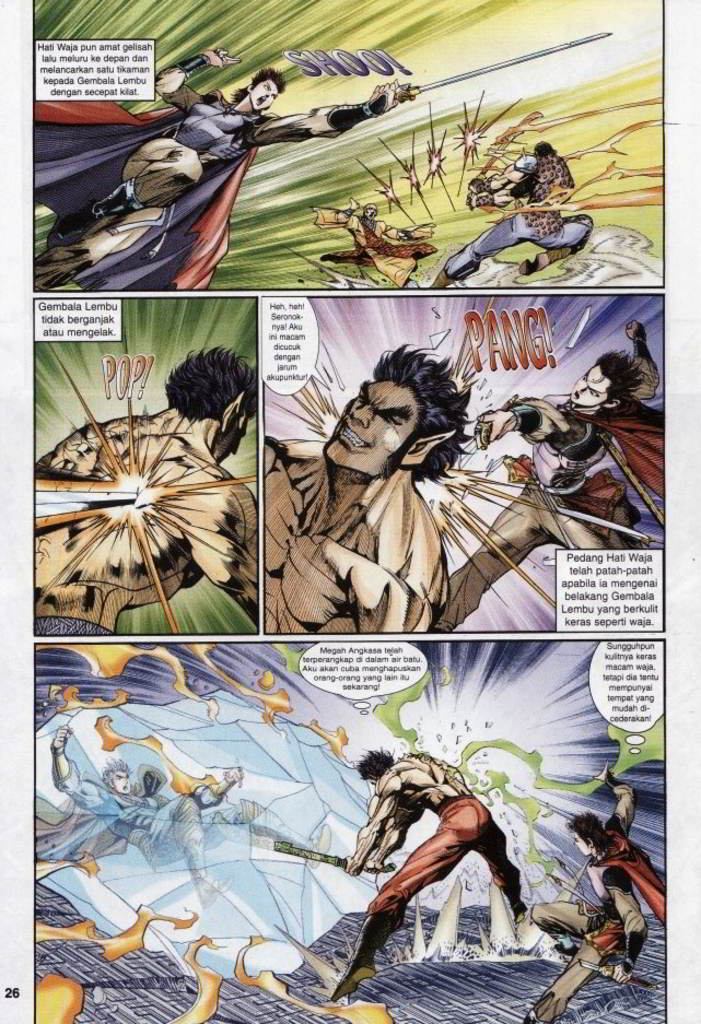 Hati Waja pun amat gelisah
lalu meluru ke depan dan
melancarkan satu tikaman
kepada Gembala Lembu
dengan secepat kilat.
SHOO!
Gembala Lembu
tidak berganjak
atau mengelak.
POP!
Heh, heh!
Seronok-
nya! Aku
ini macam
dicucuk
dengan
jarum
akupunktur!
PANG!
Pedang Hati Waja
telah patah-patah
apabila ia mengenai
belakang Gembala
Lembu yang berkulit
keras seperti waja.
Megah Angkasa telah
terperangkap di dalam air batu.
Aku akan cuba menghapuskan
orang-orang yang lain itu
sekarang!
Sungguhpun
kulitnya keras
macam waja,
tetapi dia tentu
mempunyai
tempat yang
mudah di-
cederakan!
26